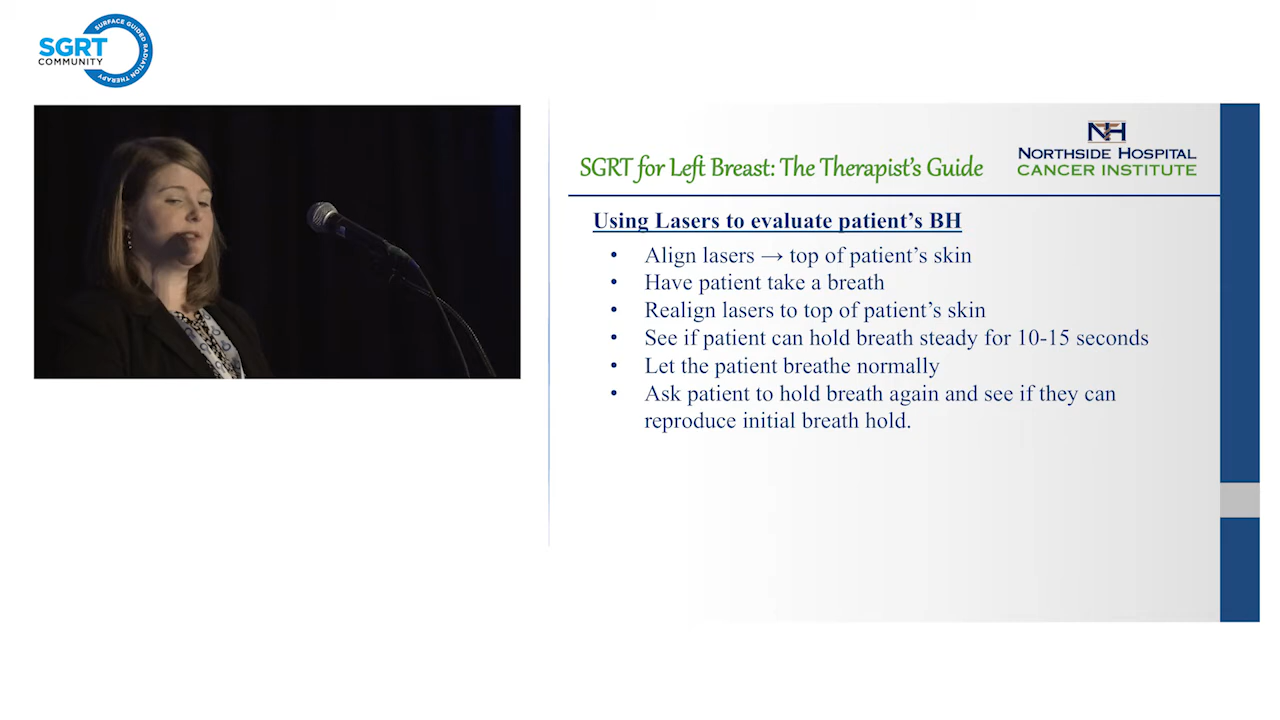 SURFACE GUIDED RADIATION THERAPY
SGRT
COMMUNITY
NH
NORTHSIDE HOSPITAL
CANCER INSTITUTE
SGRT for Left Breast: The Therapist's Guide
Using Lasers to evaluate patient's BH
• Align lasers → top of patient's skin
• Have patient take a breath
• Realign lasers to top of patient's skin
• See if patient can hold breath steady for 10-15 seconds
• Let the patient breathe normally
• Ask patient to hold breath again and see if they can
reproduce initial breath hold.